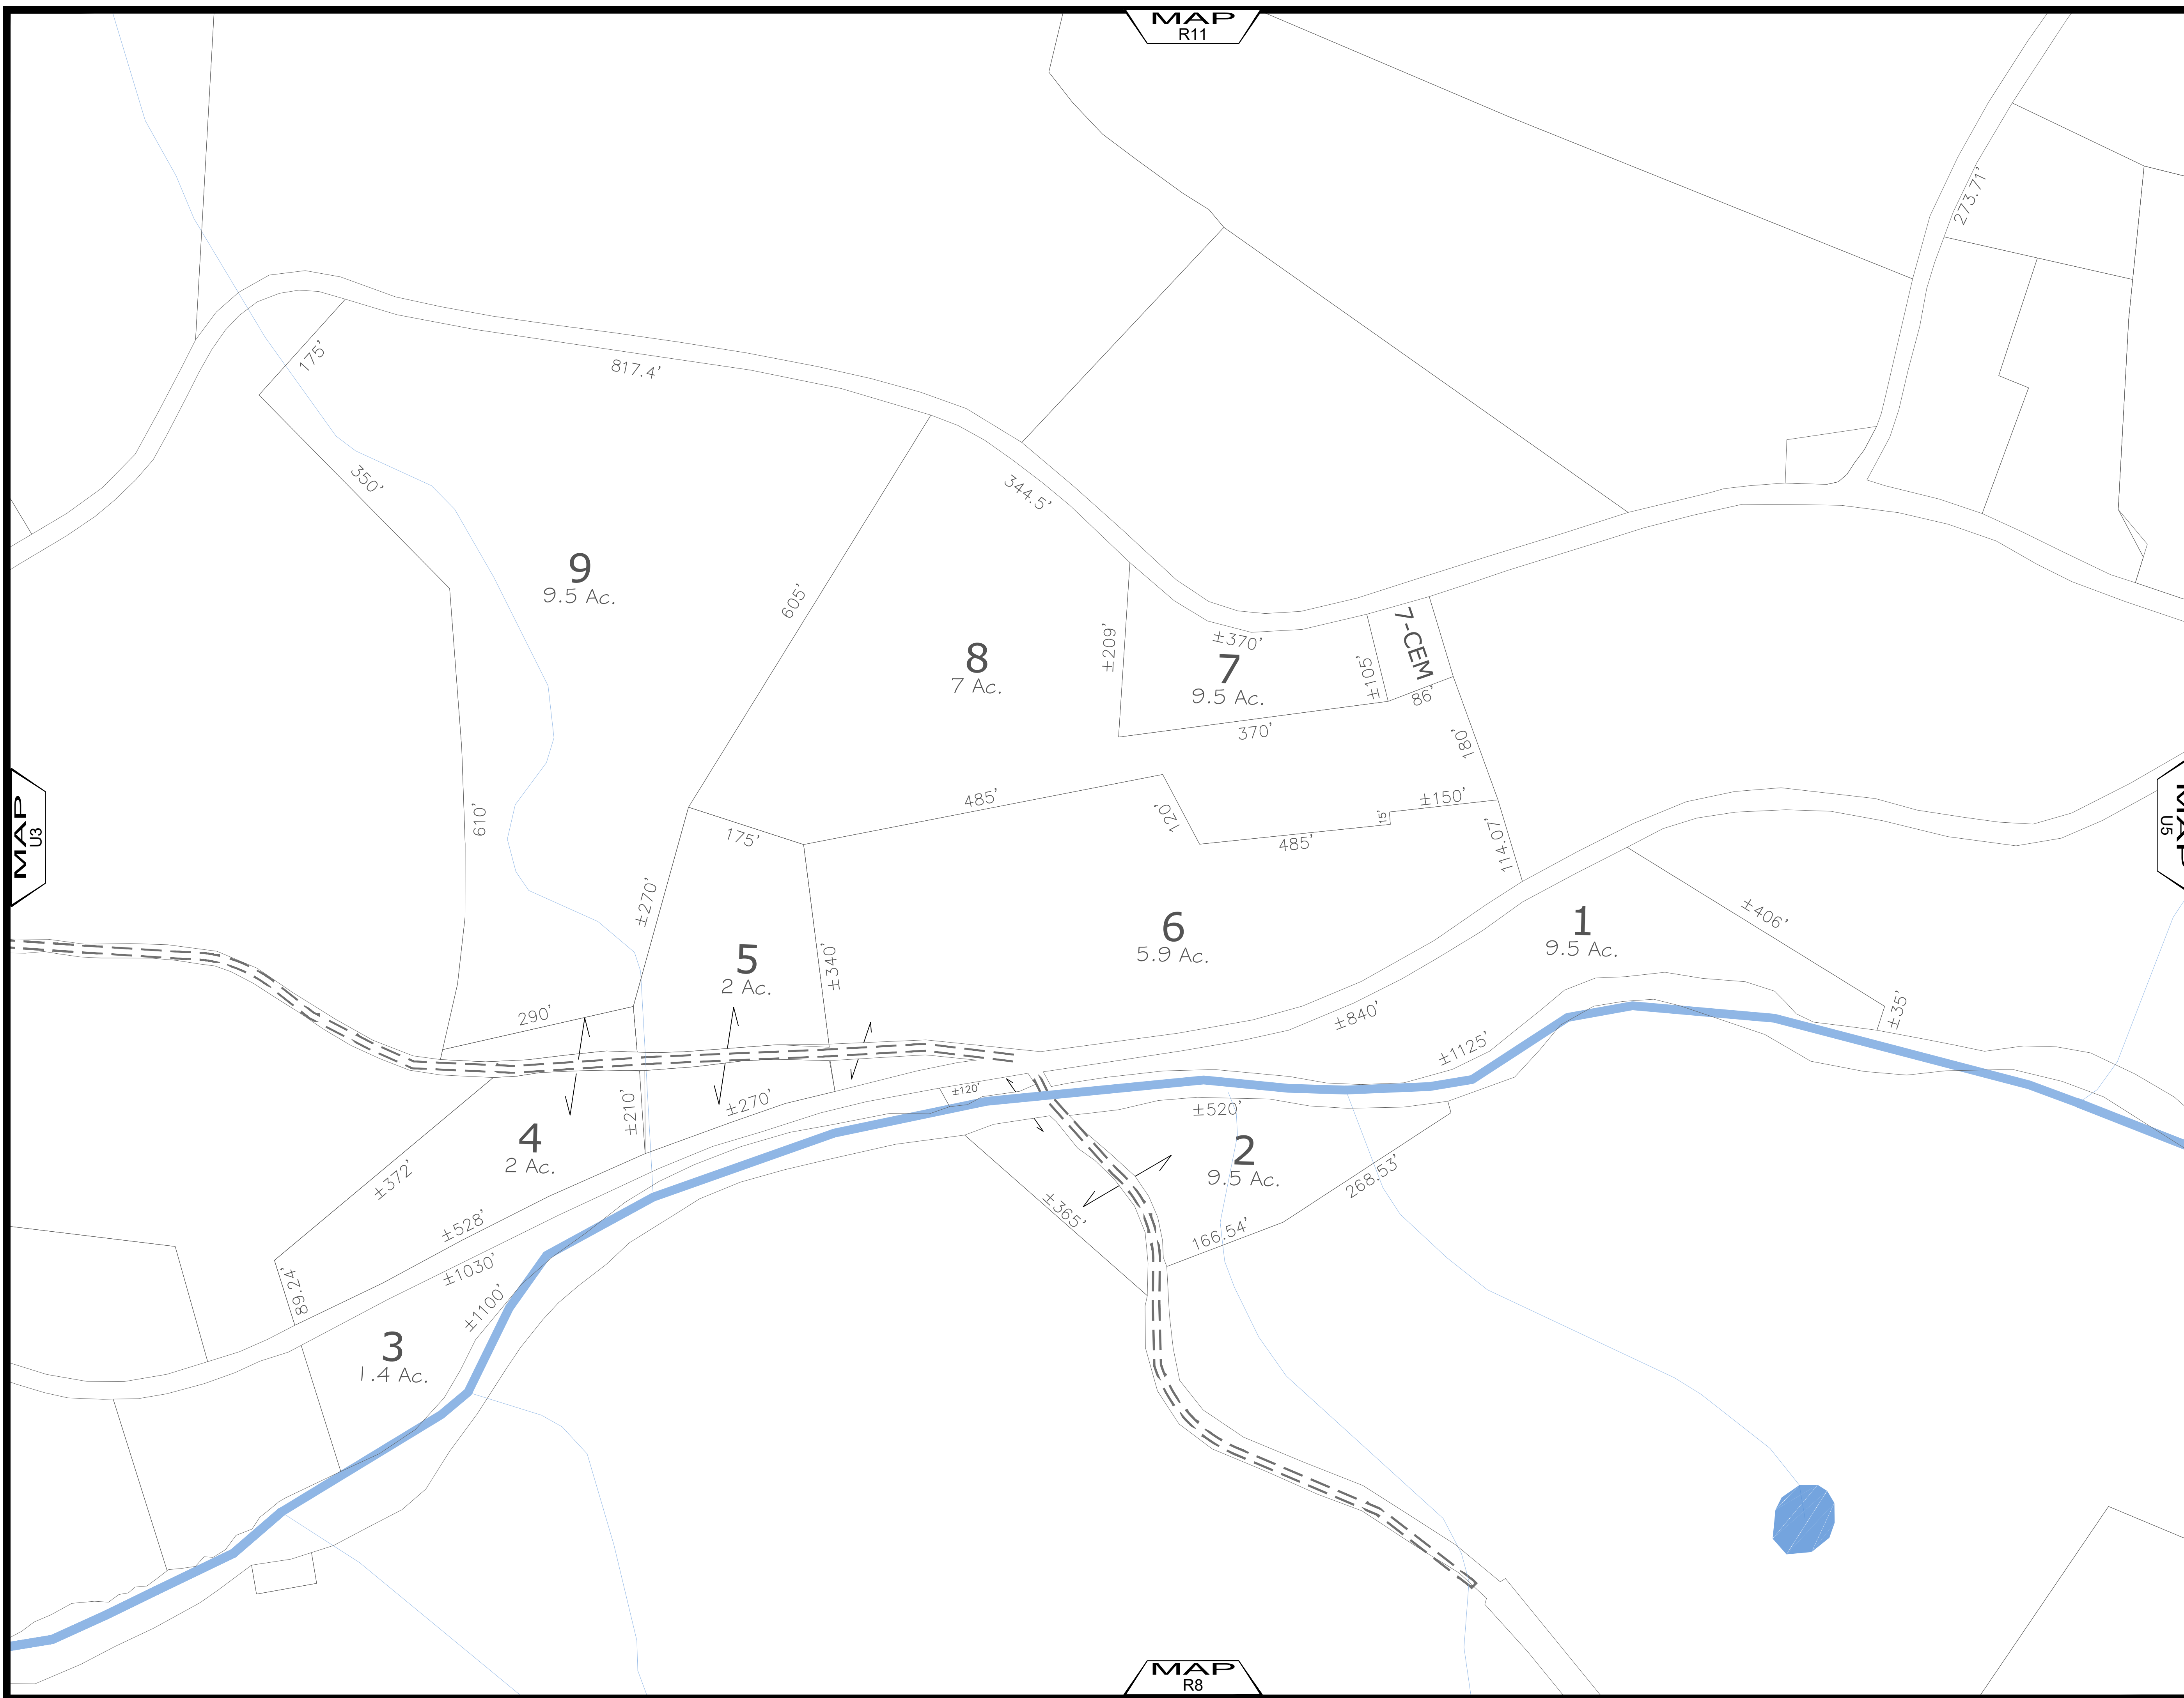 MAP
R11
273.71'
175'
817.4'
350'
344.5'
9
9.5 Ac.
605'
8
7 Ac.
±209'
±370'
7
9.5 Ac.
±105'
7-CEM
86'
370'
180'
MAP
U3
MAP
U5
610'
485'
175'
120'
±150'
15'
485'
114.07'
±270'
±406'
6
5.9 Ac.
1
9.5 Ac.
5
2 Ac.
±340'
290'
±35'
±840'
±1125'
±120'
±270'
±210'
±520'
4
2 Ac.
2
9.5 Ac.
±372'
268.53'
±365'
±528'
166.54'
±1030'
89.24'
±1100'
3
1.4 Ac.
MAP
R8